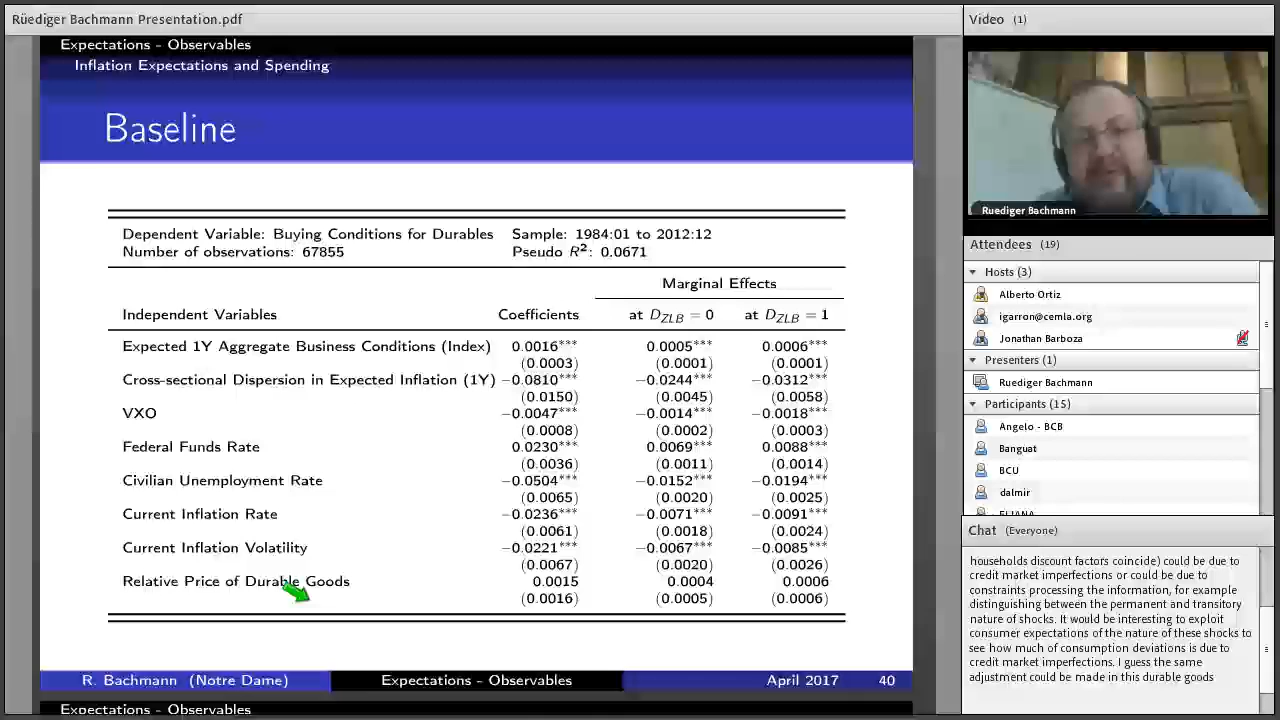 Rüediger Bachmann Presentation.pdf
Expectations - Observables
Inflation Expectations and Spending
Baseline
Dependent Variable: Buying Conditions for Durables Sample: 1984:01 to 2012:12
Number of observations: 67855 Pseudo R²: 0.0671
Marginal Effects
Independent Variables Coefficients at D_ZLB = 0 at D_ZLB = 1
Expected 1Y Aggregate Business Conditions (Index) 0.0016*** 0.0005*** 0.0006***
(0.0003) (0.0001) (0.0001)
Cross-sectional Dispersion in Expected Inflation (1Y) −0.0810*** −0.0244*** −0.0312***
(0.0150) (0.0045) (0.0058)
VXO −0.0047*** −0.0014*** −0.0018***
(0.0008) (0.0002) (0.0003)
Federal Funds Rate 0.0230*** 0.0069*** 0.0088***
(0.0036) (0.0011) (0.0014)
Civilian Unemployment Rate −0.0504*** −0.0152*** −0.0194***
(0.0065) (0.0020) (0.0025)
Current Inflation Rate −0.0236*** −0.0071*** −0.0091***
(0.0061) (0.0018) (0.0024)
Current Inflation Volatility −0.0221*** −0.0067*** −0.0085***
(0.0067) (0.0020) (0.0026)
Relative Price of Durable Goods 0.0015 0.0004 0.0006
(0.0016) (0.0005) (0.0006)
R. Bachmann (Notre Dame) Expectations - Observables April 2017 40
Expectations - Observables
Video (1)
Ruediger Bachmann
Attendees (19)
Hosts (3)
Alberto Ortiz
igarron@cemla.org
Jonathan Barboza
Presenters (1)
Ruediger Bachmann
Participants (15)
Angelo - BCB
Banguat
BCU
dalmir
ELIANA
Chat (Everyone)
households discount factors coincide) could be due to
credit market imperfections or could be due to
constraints processing the information, for example
distinguishing between the permanent and transitory
nature of shocks. It would be interesting to exploit
consumer expectations of the nature of these shocks to
see how much of consumption deviations is due to
credit market imperfections. I guess the same
adjustment could be made in this durable goods